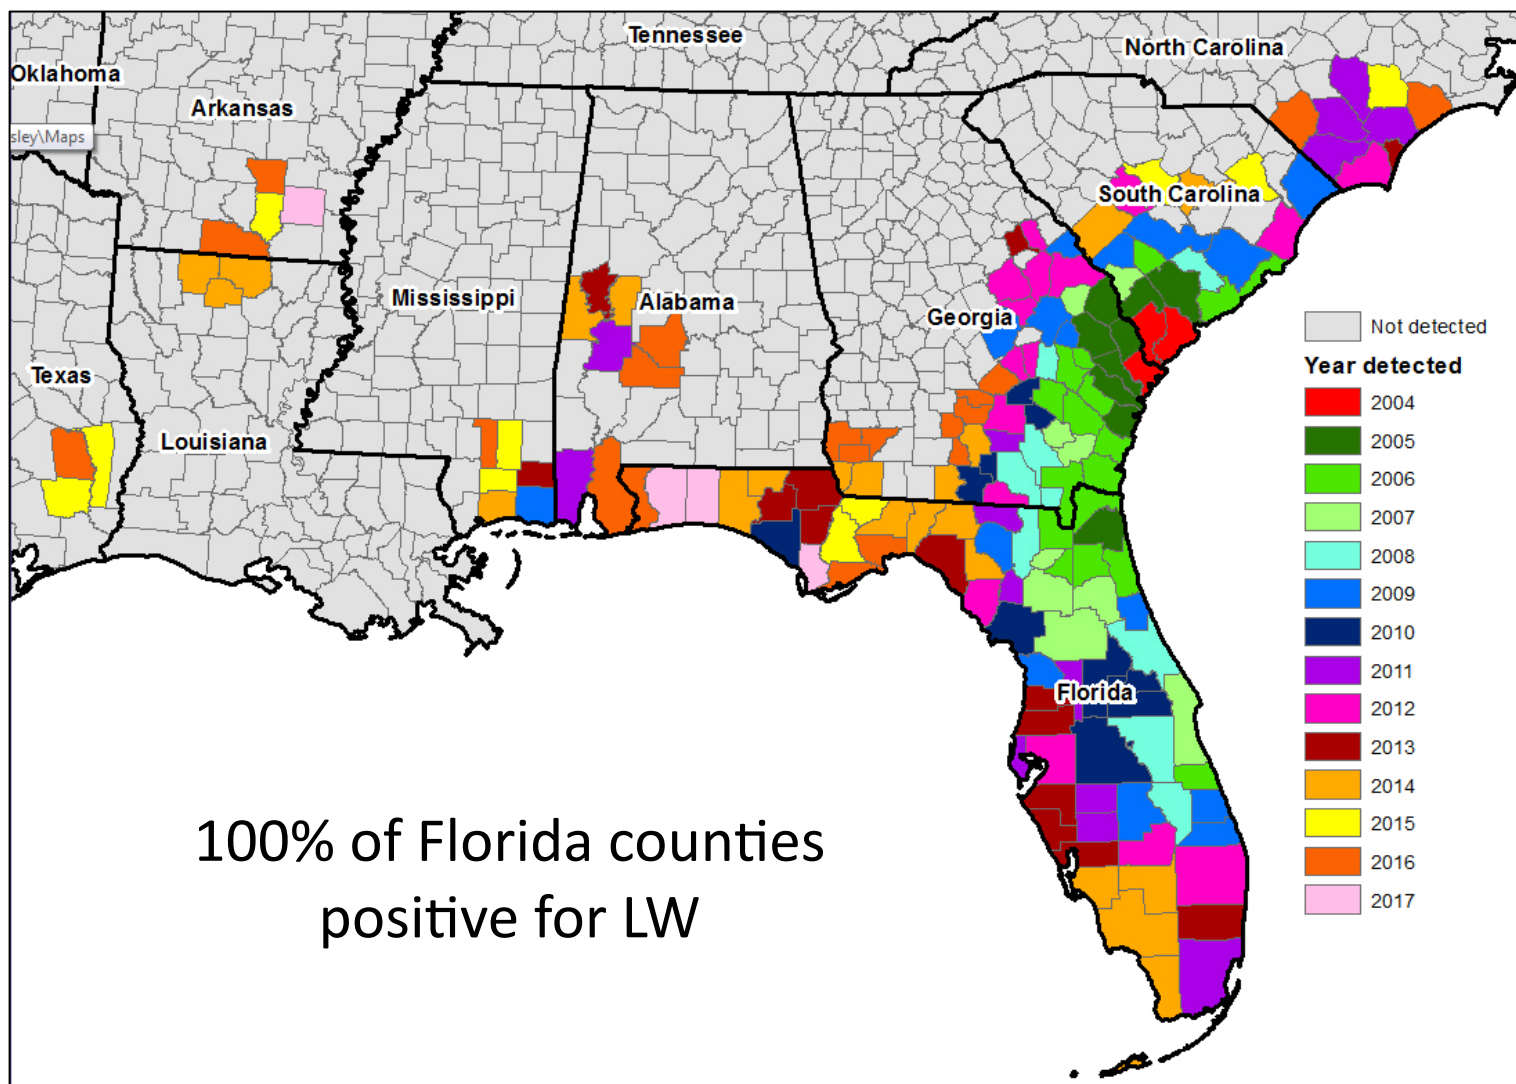 Tennessee
North Carolina
Oklahoma
Arkansas
sley\Maps
South Carolina
Mississippi
Alabama
Georgia
Not detected
Year detected
Texas
Louisiana
2004
2005
2006
2007
2008
2009
2010
2011
Florida
2012
2013
2014
2015
2016
2017
100% of Florida counties
positive for LW